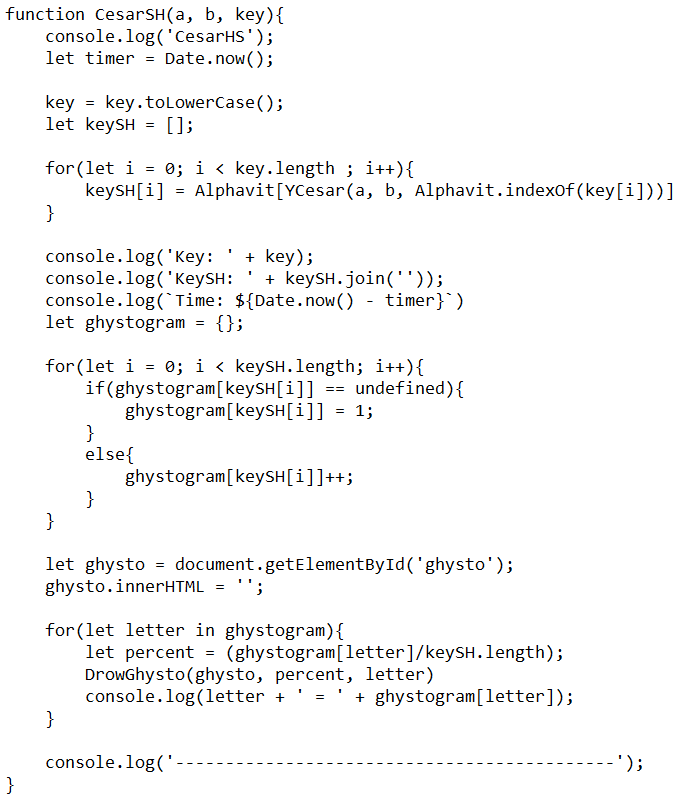 function CesarSH(a, b, key){
    console.log('CesarHS');
    let timer = Date.now();

    key = key.toLowerCase();
    let keySH = [];

    for(let i = 0; i < key.length ; i++){
        keySH[i] = Alphavit[YCesar(a, b, Alphavit.indexOf(key[i]))]
    }

    console.log('Key: ' + key);
    console.log('KeySH: ' + keySH.join(''));
    console.log(`Time: ${Date.now() - timer}`)
    let ghystogram = {};

    for(let i = 0; i < keySH.length; i++){
        if(ghystogram[keySH[i]] == undefined){
            ghystogram[keySH[i]] = 1;
        }
        else{
            ghystogram[keySH[i]]++;
        }
    }

    let ghysto = document.getElementById('ghysto');
    ghysto.innerHTML = '';

    for(let letter in ghystogram){
        let percent = (ghystogram[letter]/keySH.length);
        DrowGhysto(ghysto, percent, letter)
        console.log(letter + ' = ' + ghystogram[letter]);
    }

    console.log('--------------------------------------------');
}